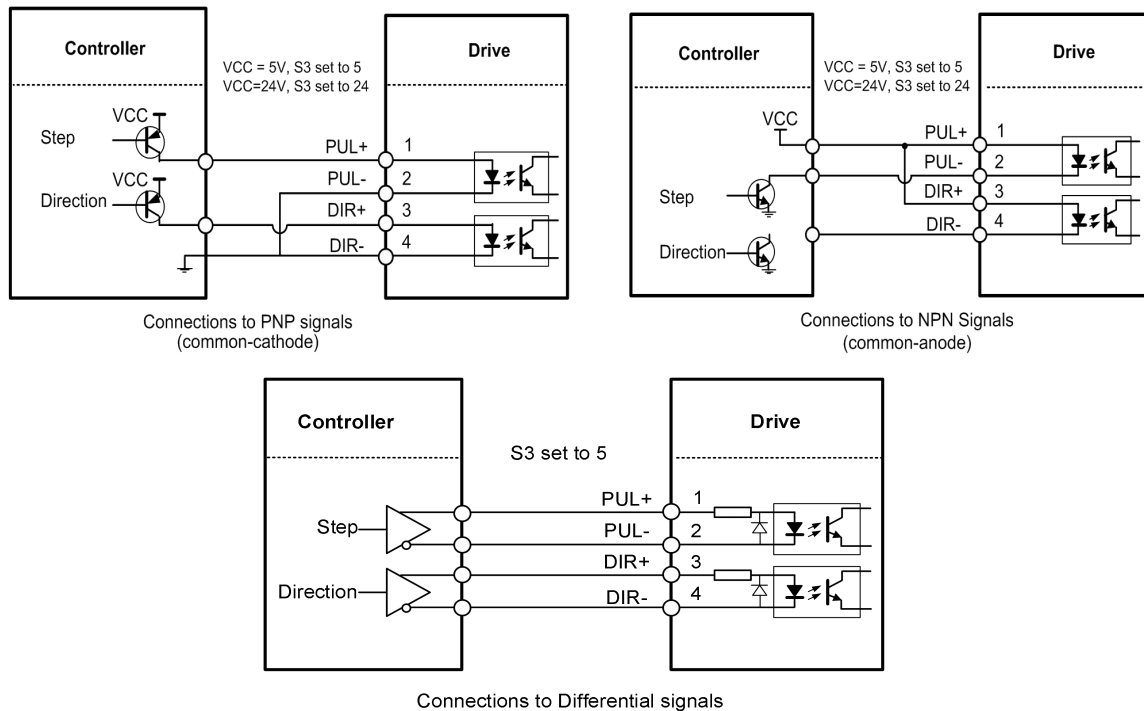 Controller
Drive
VCC = 5V, S3 set to 5
VCC=24V, S3 set to 24
VCC
Step
PUL+
1
PUL-
2
VCC
Direction
DIR+
3
DIR-
4
Connections to PNP signals
(common-cathode)
Controller
Drive
VCC = 5V, S3 set to 5
VCC=24V, S3 set to 24
VCC
PUL+
1
PUL-
2
Step
DIR+
3
DIR-
4
Direction
Connections to NPN Signals
(common-anode)
Controller
Drive
S3 set to 5
PUL+
1
Step
PUL-
2
DIR+
3
Direction
DIR-
4
Connections to Differential signals